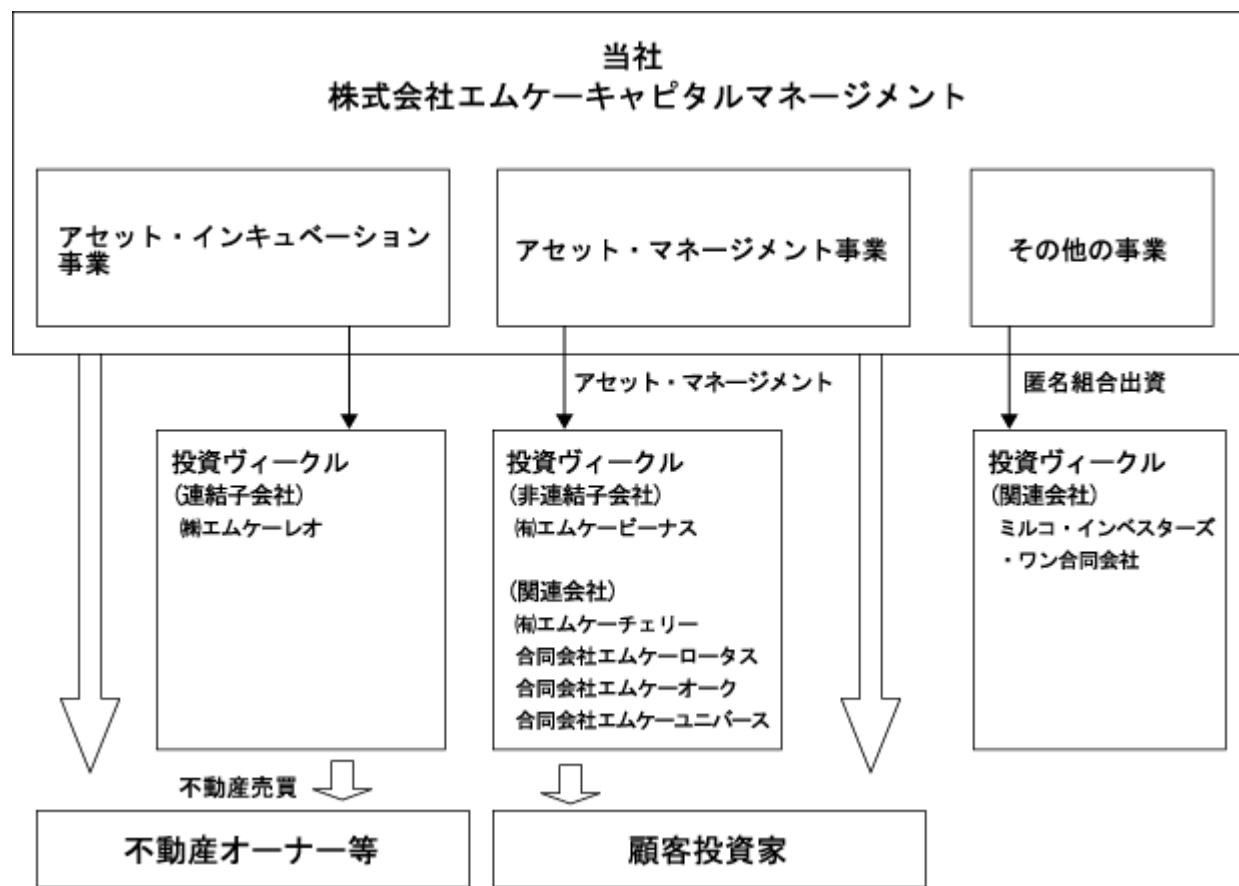 当社
株式会社エムケーキャピタルマネージメント
アセット・インキュベーション
事業
アセット・マネージメント事業
その他の事業
アセット・マネージメント
匿名組合出資
投資ヴィークル
(連結子会社)
㈱エムケーレオ
投資ヴィークル
(非連結子会社)
㈲エムケービーナス
(関連会社)
㈲エムケーチェリー
合同会社エムケーロータス
合同会社エムケーオーク
合同会社エムケーユニバース
投資ヴィークル
(関連会社)
ミルコ・インベスターズ
・ワン合同会社
不動産売買
不動産オーナー等
顧客投資家